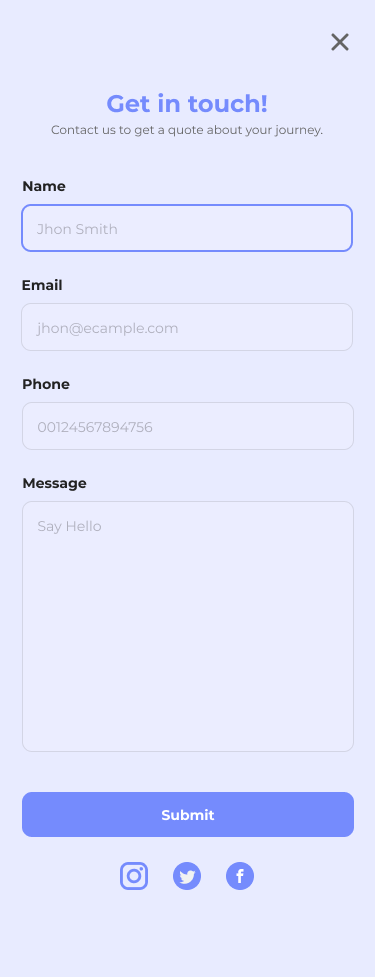 Get in touch!
Contact us to get a quote about your journey.
Name
Jhon Smith
Email
jhon@ecample.com
Phone
00124567894756
Message
Say Hello
Submit